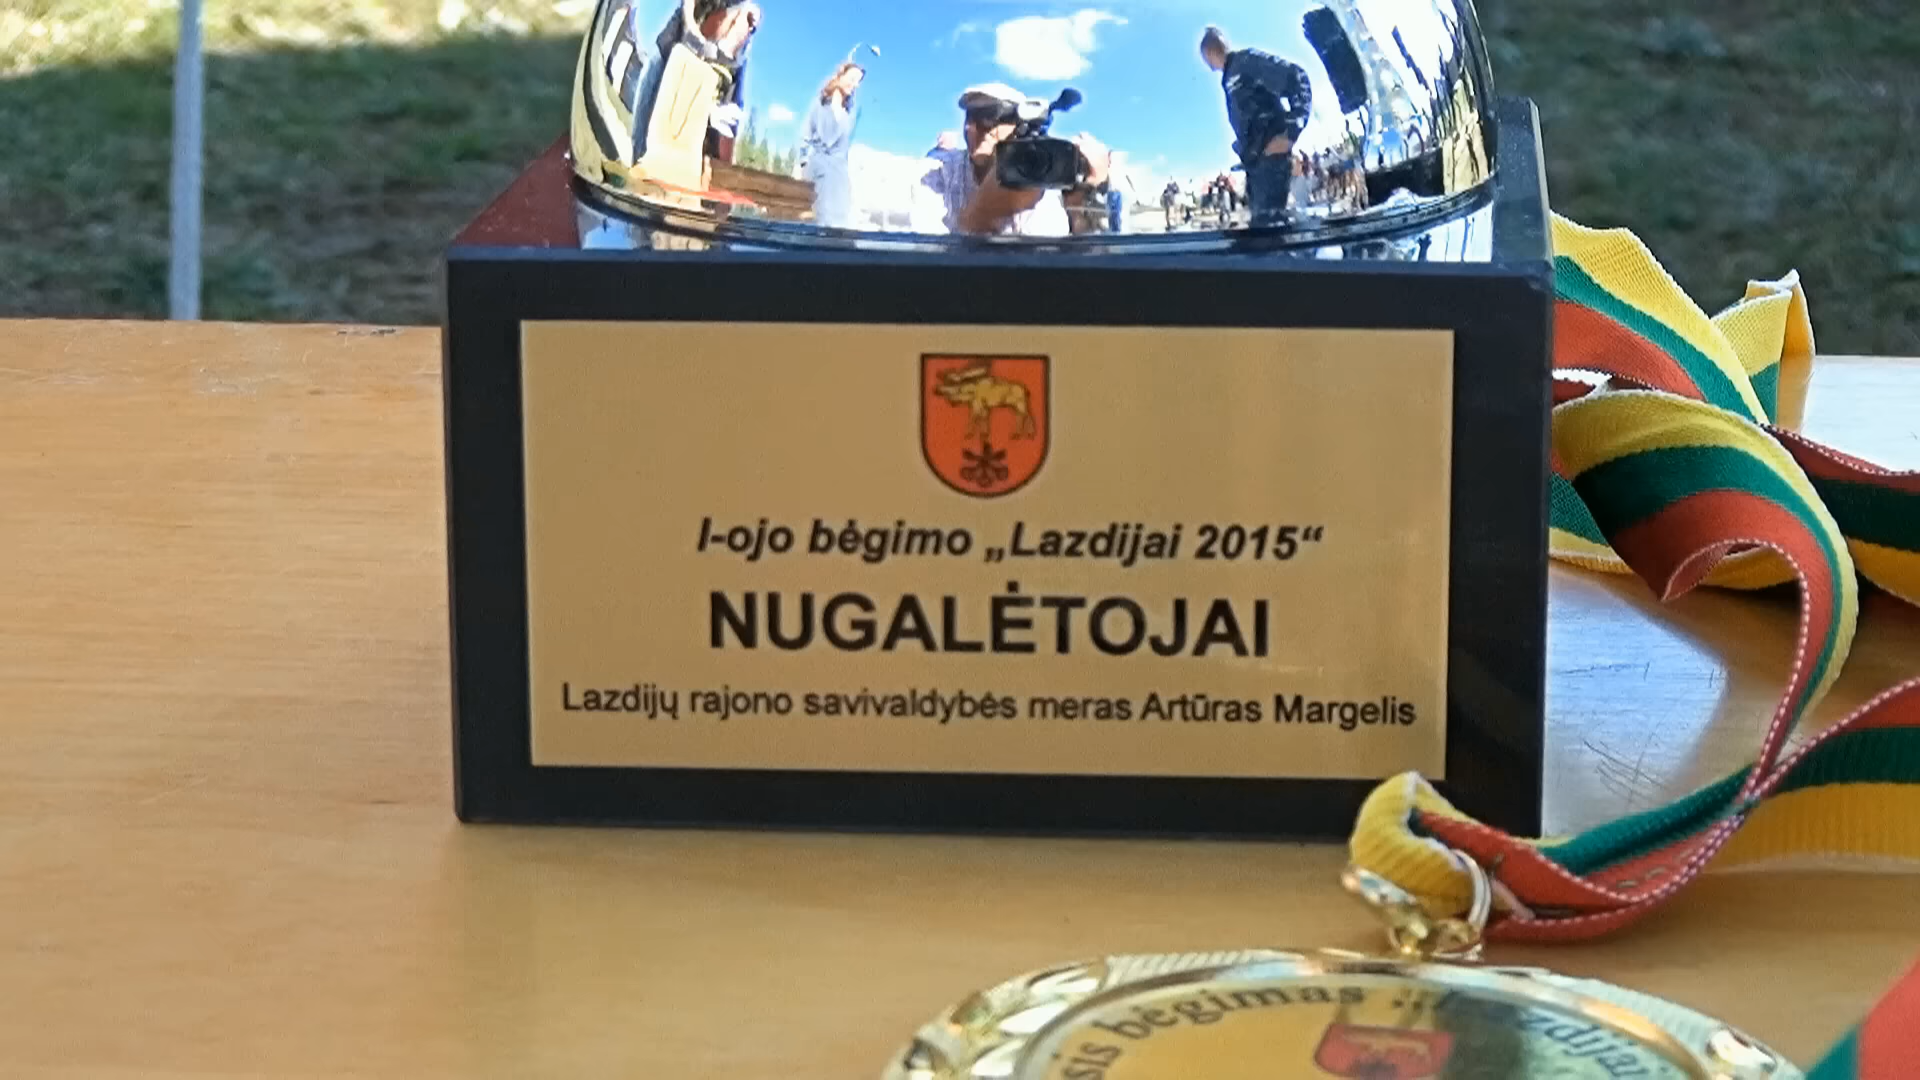 I-ojo bėgimo „Lazdijai 2015“
NUGALĖTOJAI
Lazdijų rajono savivaldybės meras Artūras Margelis
bėgimas